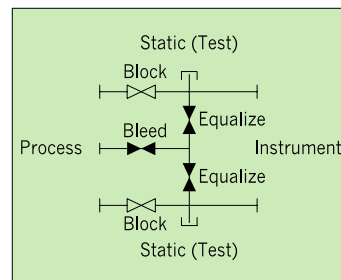 Static (Test)
Block
Equalize
Bleed
Process
Instrument
Equalize
Block
Static (Test)